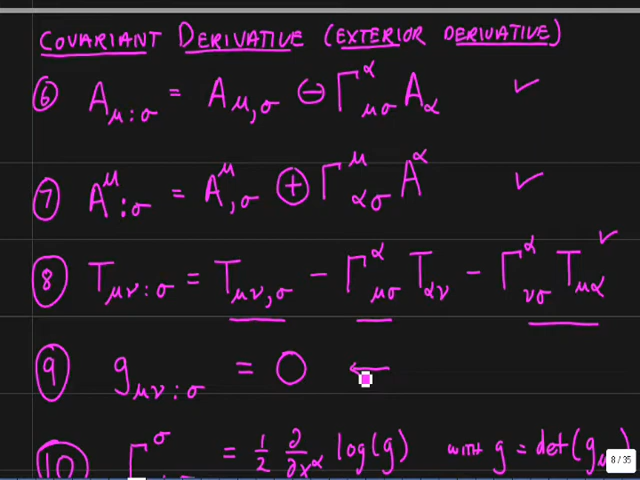 COVARIANT DERIVATIVE (EXTERIOR DERIVATIVE)
⑥ A_{μ:σ} = A_{μ,σ} ⊖ Γ^α_{μσ} A_α ✓
⑦ A^μ_{:σ} = A^μ_{,σ} ⊕ Γ^μ_{ασ} A^α ✓
⑧ T_{μν:σ} = T_{μν,σ} - Γ^α_{μσ} T_{αν} - Γ^α_{νσ} T_{μα} ✓
⑨ g_{μν:σ} = 0 ←
⑩ Γ^σ = 1/2 ∂/∂x^α log(g) with g = det(g_μ
8 / 35